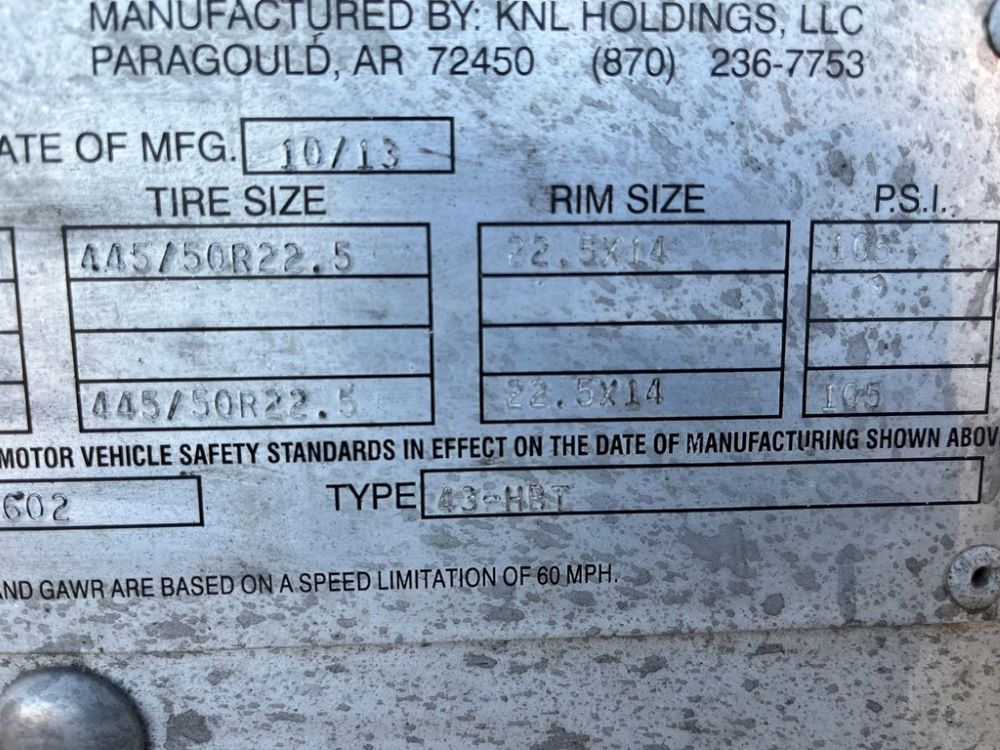 MANUFACTURED BY: KNL HOLDINGS, LLC
PARAGOULD, AR 72450 (870) 236-7753
ATE OF MFG. 10/13
TIRE SIZE RIM SIZE P.S.I.
445/50R22.5 22.5X14 105
445/50R22.5 22.5X14 105
MOTOR VEHICLE SAFETY STANDARDS IN EFFECT ON THE DATE OF MANUFACTURING SHOWN ABOV
602 TYPE 43-HBT
AND GAWR ARE BASED ON A SPEED LIMITATION OF 60 MPH.